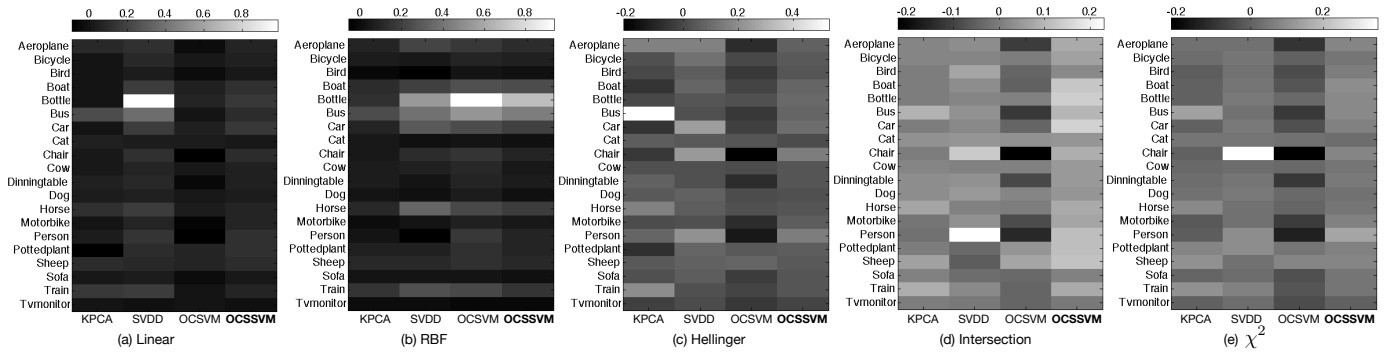 0 0.2 0.4 0.6 0.8
Aeroplane
Bicycle
Bird
Boat
Bottle
Bus
Car
Cat
Chair
Cow
Dinningtable
Dog
Horse
Motorbike
Person
Pottedplant
Sheep
Sofa
Train
Tvmonitor
KPCA SVDD OCSVM OCSSVM
(a) Linear
0 0.2 0.4 0.6 0.8
Aeroplane
Bicycle
Bird
Boat
Bottle
Bus
Car
Cat
Chair
Cow
Dinningtable
Dog
Horse
Motorbike
Person
Pottedplant
Sheep
Sofa
Train
Tvmonitor
KPCA SVDD OCSVM OCSSVM
(b) RBF
-0.2 0 0.2 0.4
Aeroplane
Bicycle
Bird
Boat
Bottle
Bus
Car
Cat
Chair
Cow
Dinningtable
Dog
Horse
Motorbike
Person
Pottedplant
Sheep
Sofa
Train
Tvmonitor
KPCA SVDD OCSVM OCSSVM
(c) Hellinger
-0.2 -0.1 0 0.1 0.2
Aeroplane
Bicycle
Bird
Boat
Bottle
Bus
Car
Cat
Chair
Cow
Dinningtable
Dog
Horse
Motorbike
Person
Pottedplant
Sheep
Sofa
Train
Tvmonitor
KPCA SVDD OCSVM OCSSVM
(d) Intersection
-0.2 0 0.2
Aeroplane
Bicycle
Bird
Boat
Bottle
Bus
Car
Cat
Chair
Cow
Dinningtable
Dog
Horse
Motorbike
Person
Pottedplant
Sheep
Sofa
Train
Tvmonitor
KPCA SVDD OCSVM OCSSVM
(e) χ²